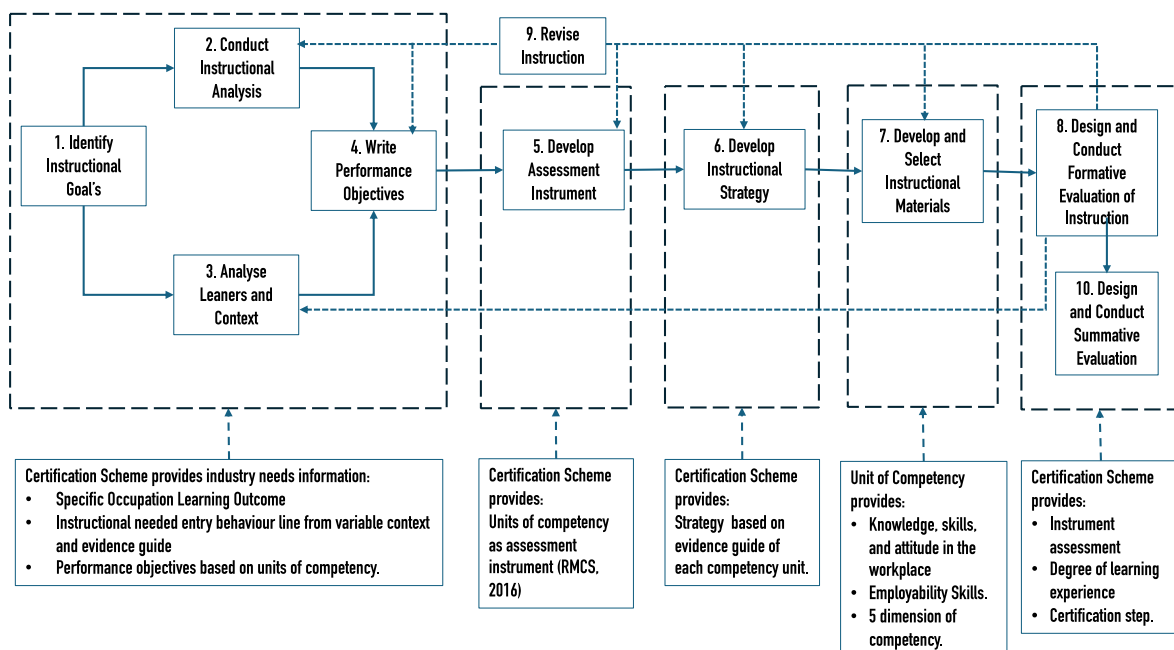 9. Revise
Instruction
2. Conduct
Instructional
Analysis
1. Identify
Instructional
Goal's
4. Write
Performance
Objectives
3. Analyse
Leaners and
Context
5. Develop
Assessment
Instrument
6. Develop
Instructional
Strategy
7. Develop and
Select
Instructional
Materials
8. Design and
Conduct
Formative
Evaluation of
Instruction
10. Design
and Conduct
Summative
Evaluation
Certification Scheme provides industry needs information:
• Specific Occupation Learning Outcome
• Instructional needed entry behaviour line from variable context
and evidence guide
• Performance objectives based on units of competency.
Certification Scheme
provides:
Units of competency
as assessment
instrument (RMCS,
2016)
Certification Scheme
provides:
Strategy based on
evidence guide of
each competency unit.
Unit of Competency
provides:
• Knowledge, skills,
and attitude in the
workplace
• Employability Skills.
• 5 dimension of
competency.
Certification Scheme
provides:
• Instrument
assessment
• Degree of learning
experience
• Certification step.